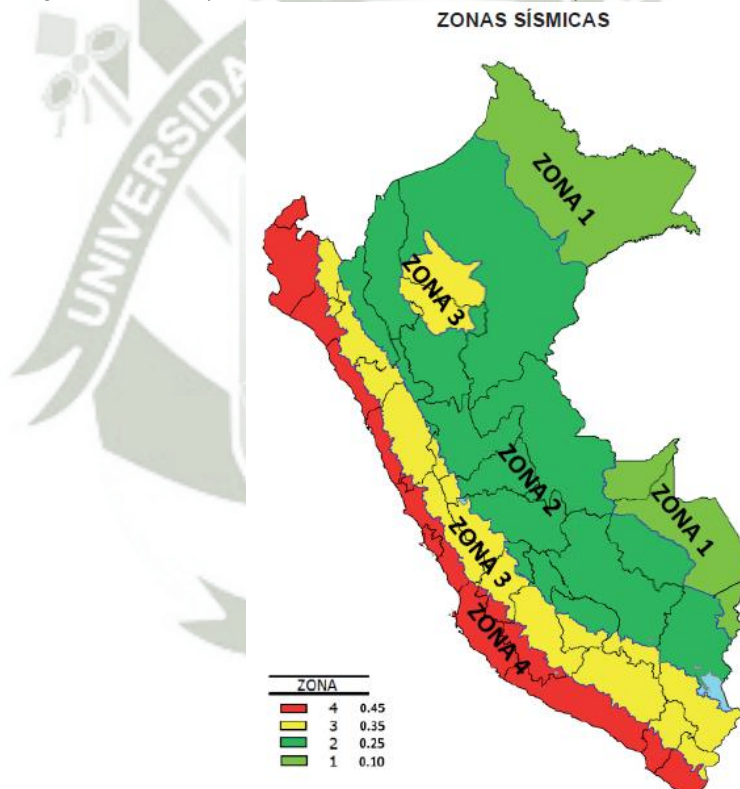 ZONAS SÍSMICAS
UNIVERSIDA
ZONA 1
ZONA 3
ZONA 2
ZONA 1
ZONA 3
ZONA 4
ZONA
4 0.45
3 0.35
2 0.25
1 0.10